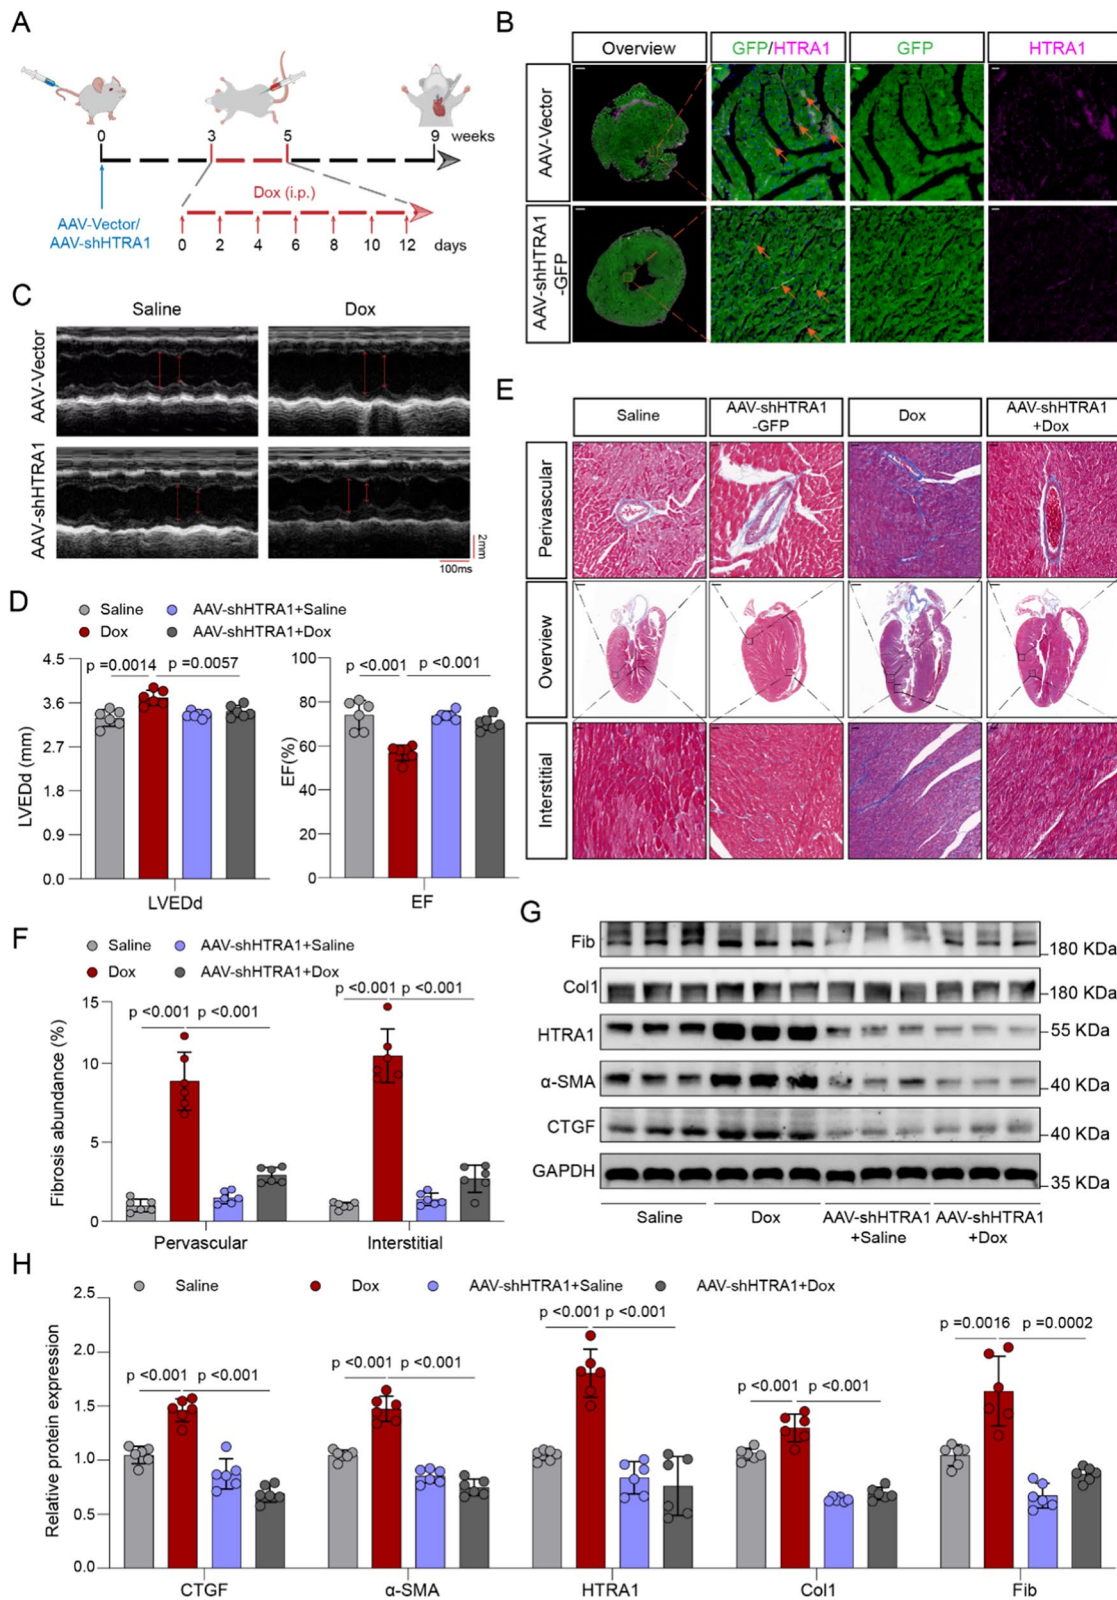 A
0
3
5
9 weeks
Dox (i.p.)
AAV-Vector/
AAV-shHTRA1
0 2 4 6 8 10 12 days
B
Overview GFP/HTRA1 GFP HTRA1
AAV-Vector
AAV-shHTRA1
-GFP
C
Saline Dox
AAV-Vector
AAV-shHTRA1
2mm
100ms
D
Saline AAV-shHTRA1+Saline
Dox AAV-shHTRA1+Dox
p =0.0014 p =0.0057
LVEDd (mm)
4.5
3.6
2.7
1.8
0.9
0.0
LVEDd
p <0.001 p <0.001
EF(%)
100
80
60
40
20
0
EF
E
Saline AAV-shHTRA1
-GFP
Dox AAV-shHTRA1
+Dox
Perivascular
Overview
Interstitial
F
Saline AAV-shHTRA1+Saline
Dox AAV-shHTRA1+Dox
p <0.001 p <0.001
p <0.001 p <0.001
Fibrosis abundance (%)
15
10
5
0
Pervascular Interstitial
G
Fib 180 KDa
Col1 180 KDa
HTRA1 55 KDa
α-SMA 40 KDa
CTGF 40 KDa
GAPDH 35 KDa
Saline Dox AAV-shHTRA1
+Saline
AAV-shHTRA1
+Dox
H
Saline Dox AAV-shHTRA1+Saline AAV-shHTRA1+Dox
Relative protein expression
2.5
2.0
1.5
1.0
0.5
0.0
p <0.001 p <0.001
p <0.001 p <0.001
p <0.001 p <0.001
p <0.001 p <0.001
p =0.0016 p =0.0002
CTGF α-SMA HTRA1 Col1 Fib